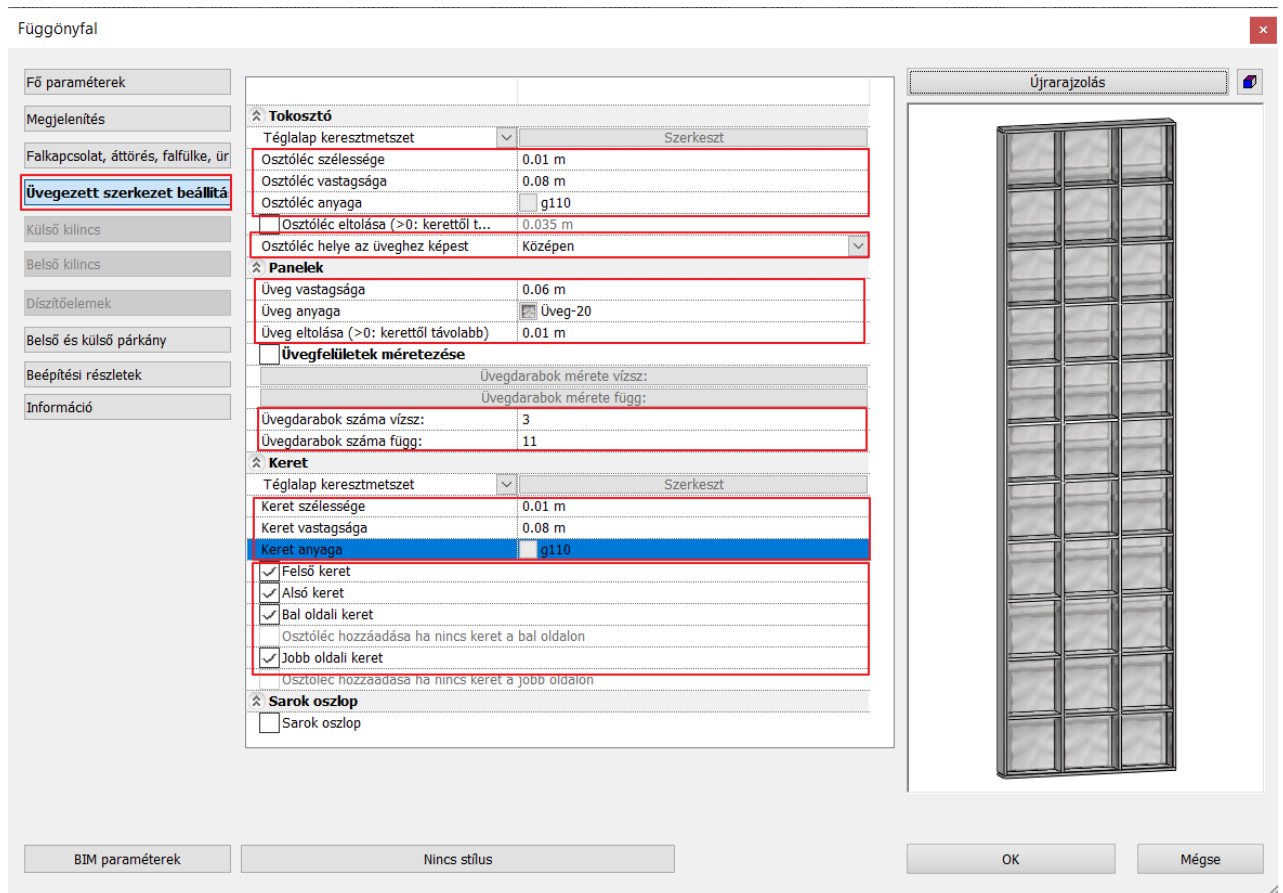 Függönyfal
Fő paraméterek
Megjelenítés
Falkapcsolat, áttörés, falfülke, ür
Üvegezett szerkezet beállítá
Külső kilincs
Belső kilincs
Díszítőelemek
Belső és külső párkány
Beépítési részletek
Információ
Tokosztó
Téglalap keresztmetszet Szerkeszt
Osztóléc szélessége 0.01 m
Osztóléc vastagsága 0.08 m
Osztóléc anyaga g110
Osztóléc eltolása (>0: kerettől t... 0.035 m
Osztóléc helye az üveghez képest Középen
Panelek
Üveg vastagsága 0.06 m
Üveg anyaga Üveg-20
Üveg eltolása (>0: kerettől távolabb) 0.01 m
Üvegfelületek méretezése
Üvegdarabok mérete vízsz:
Üvegdarabok mérete függ:
Üvegdarabok száma vízsz: 3
Üvegdarabok száma függ: 11
Keret
Téglalap keresztmetszet Szerkeszt
Keret szélessége 0.01 m
Keret vastagsága 0.08 m
Keret anyaga g110
Felső keret
Alsó keret
Bal oldali keret
Osztóléc hozzáadása ha nincs keret a bal oldalon
Jobb oldali keret
Osztóléc hozzáadása ha nincs keret a jobb oldalon
Sarok oszlop
Sarok oszlop
Újrarajzolás
BIM paraméterek
Nincs stílus
OK
Mégse